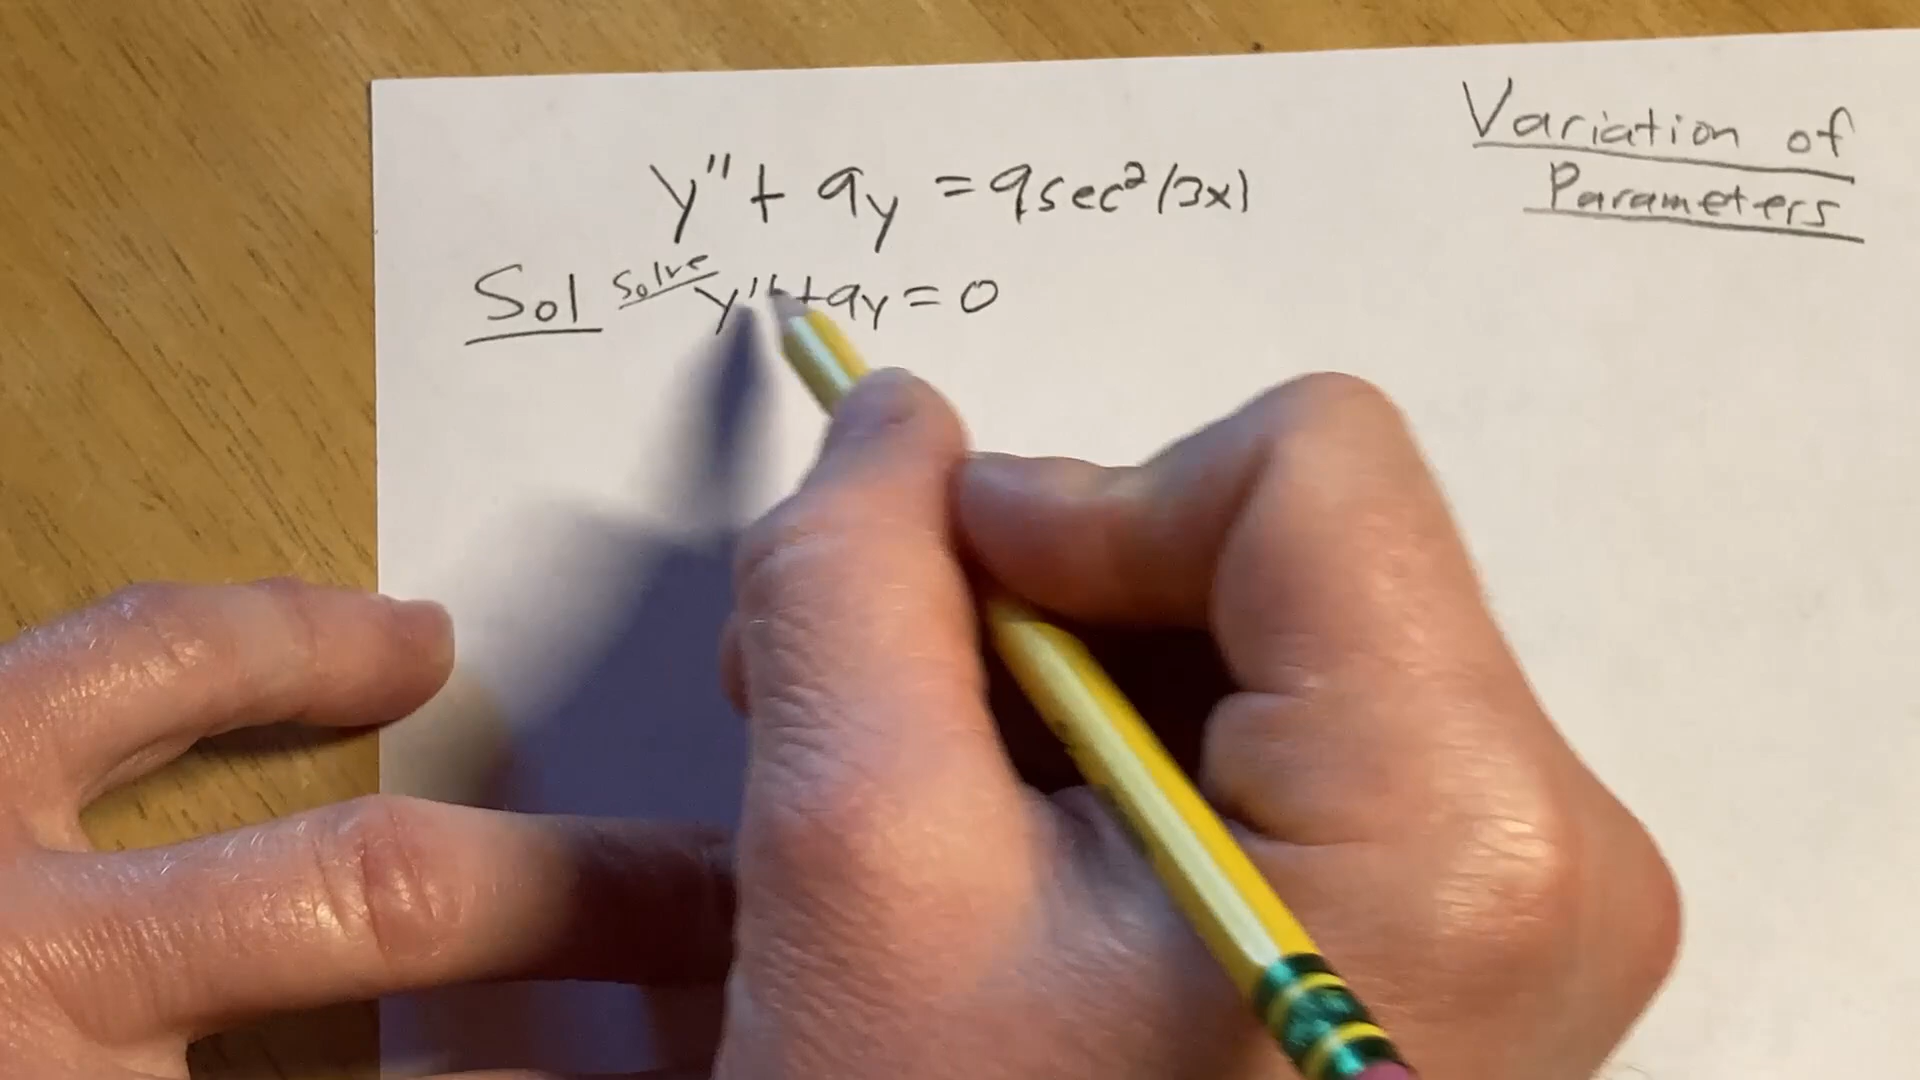 Variation of
Parameters
y" + 9y = 9sec²(3x)
Sol Solve y"+9y = 0